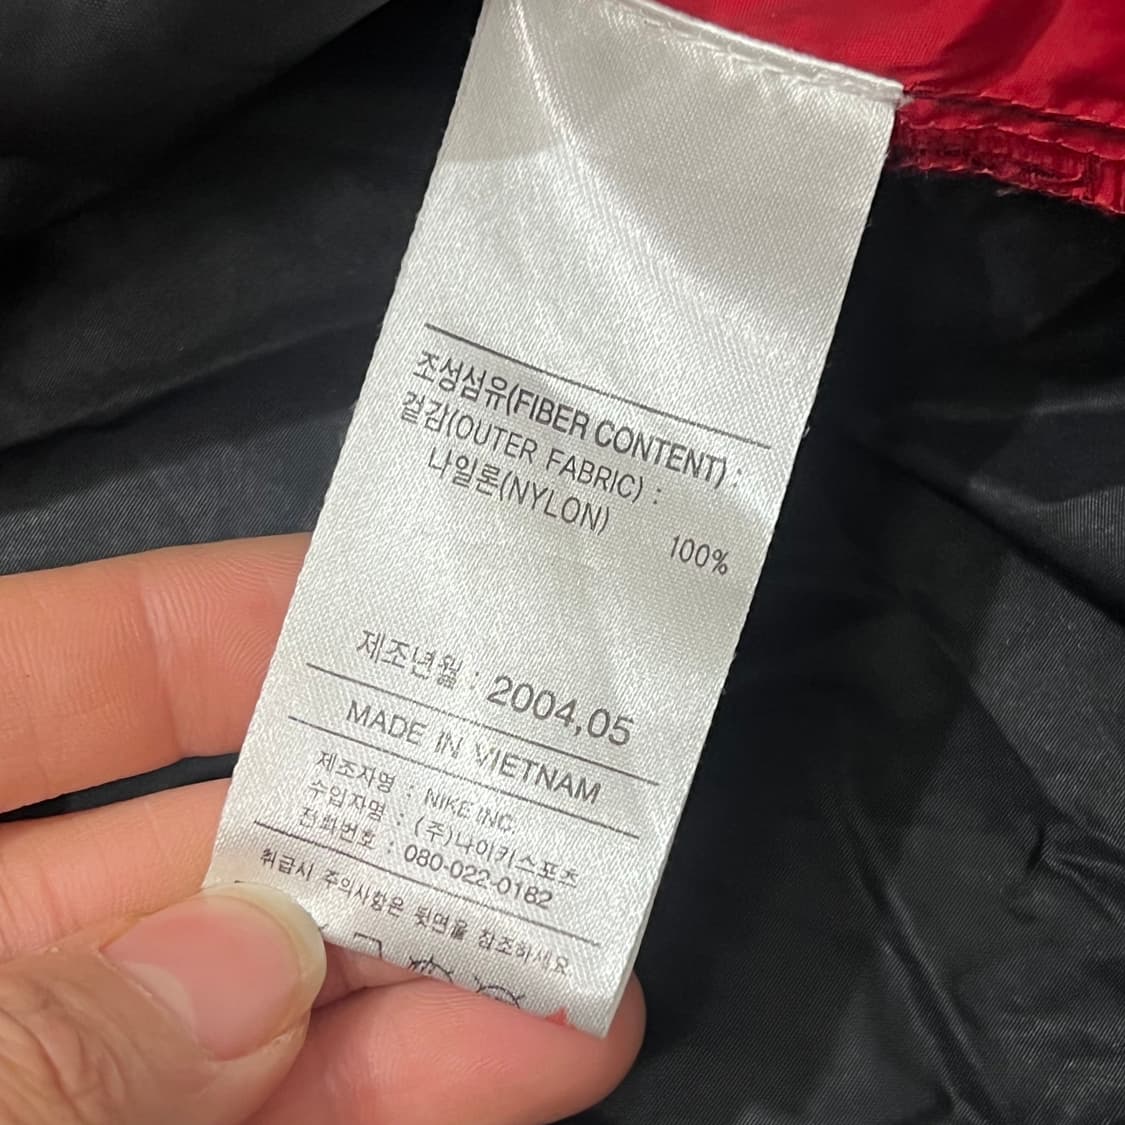 조성섬유(FIBER CONTENT) :
겉감(OUTER FABRIC) :
나일론(NYLON) 100%
제조년월 : 2004,05
MADE IN VIETNAM
제조자명 : NIKE INC.
수입자명 : (주)나이키스포츠
전화번호 : 080-022-0182
취급시 주의사항은 뒷면을 참조하세요.